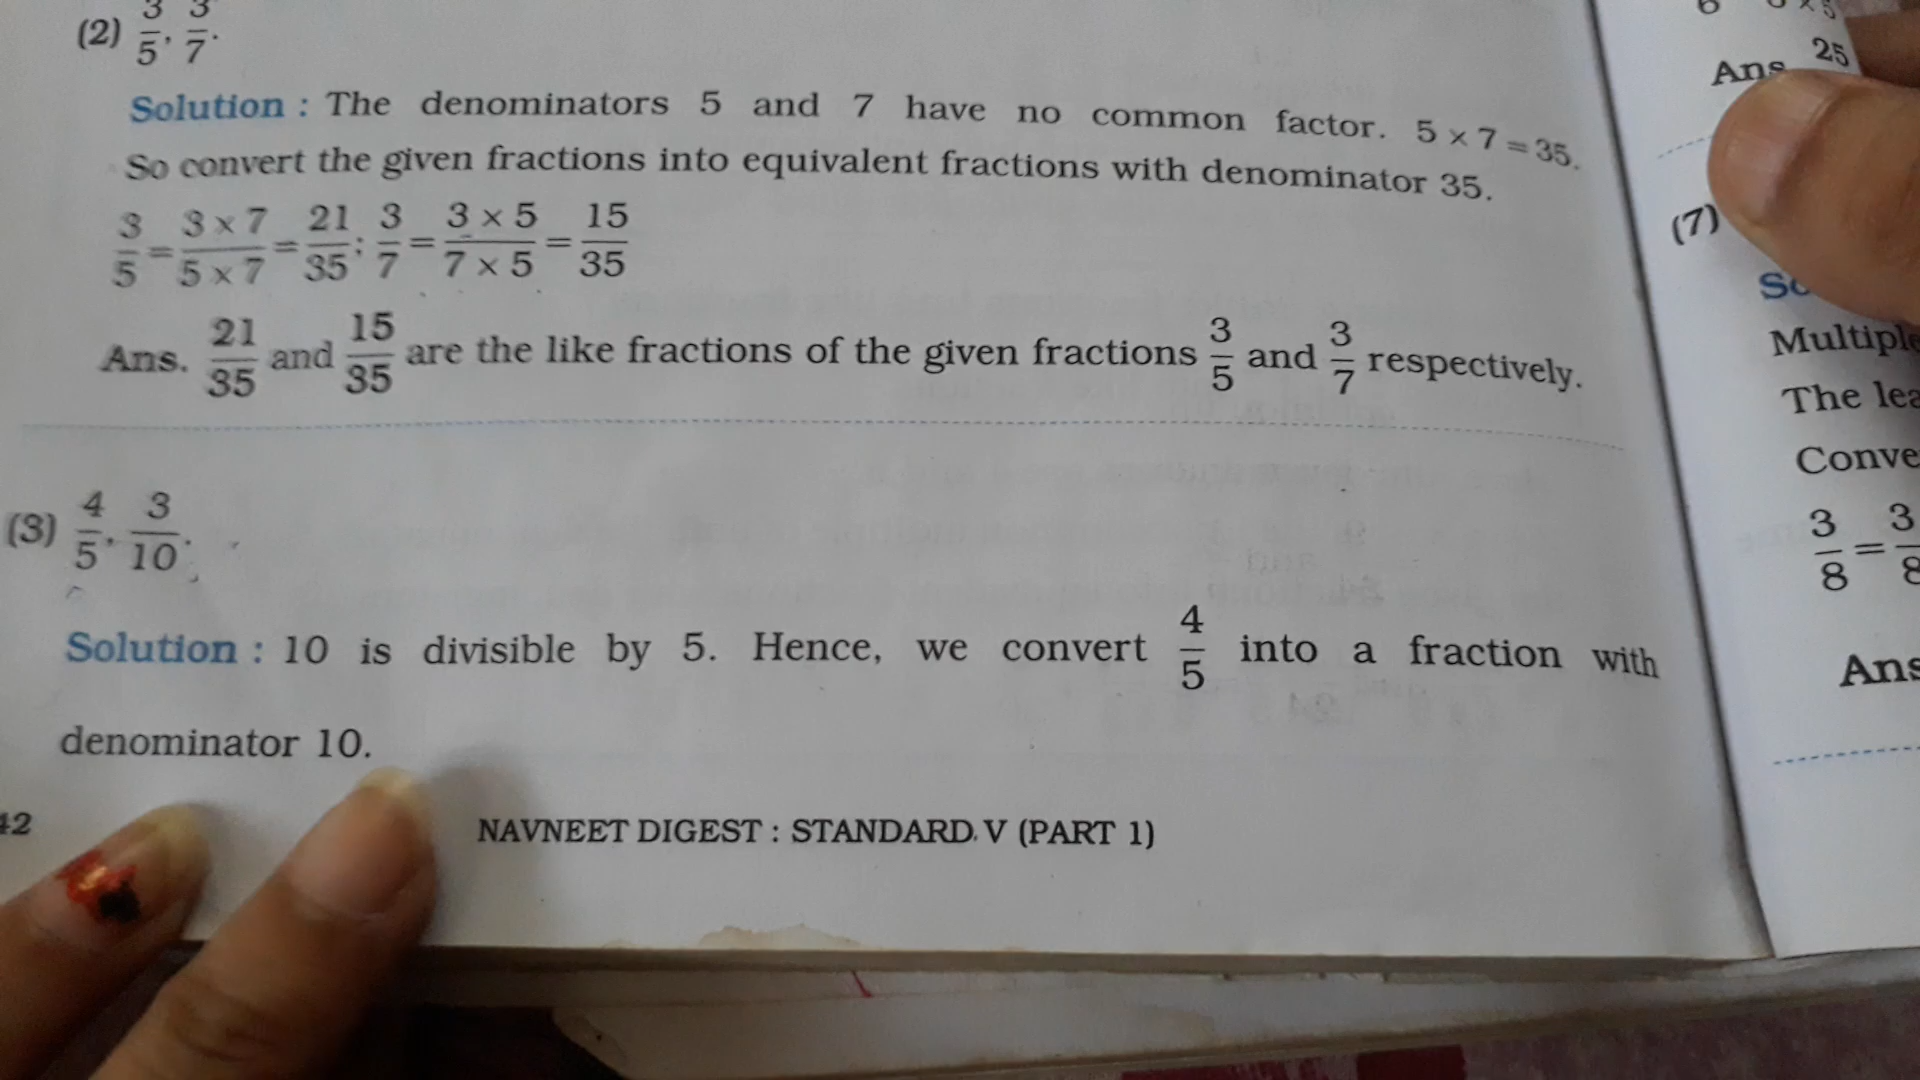 (2) 3/5, 3/7.
Solution : The denominators 5 and 7 have no common factor. 5 × 7 = 35.
So convert the given fractions into equivalent fractions with denominator 35.
3/5 = 3 × 7/5 × 7 = 21/35; 3/7 = 3 × 5/7 × 5 = 15/35
Ans. 21/35 and 15/35 are the like fractions of the given fractions 3/5 and 3/7 respectively.
(3) 4/5, 3/10.
Solution : 10 is divisible by 5. Hence, we convert 4/5 into a fraction with
denominator 10.
42
NAVNEET DIGEST : STANDARD V (PART 1)
25
Ans
(7)
Multiple
The
3/8 = 3/8
Ans